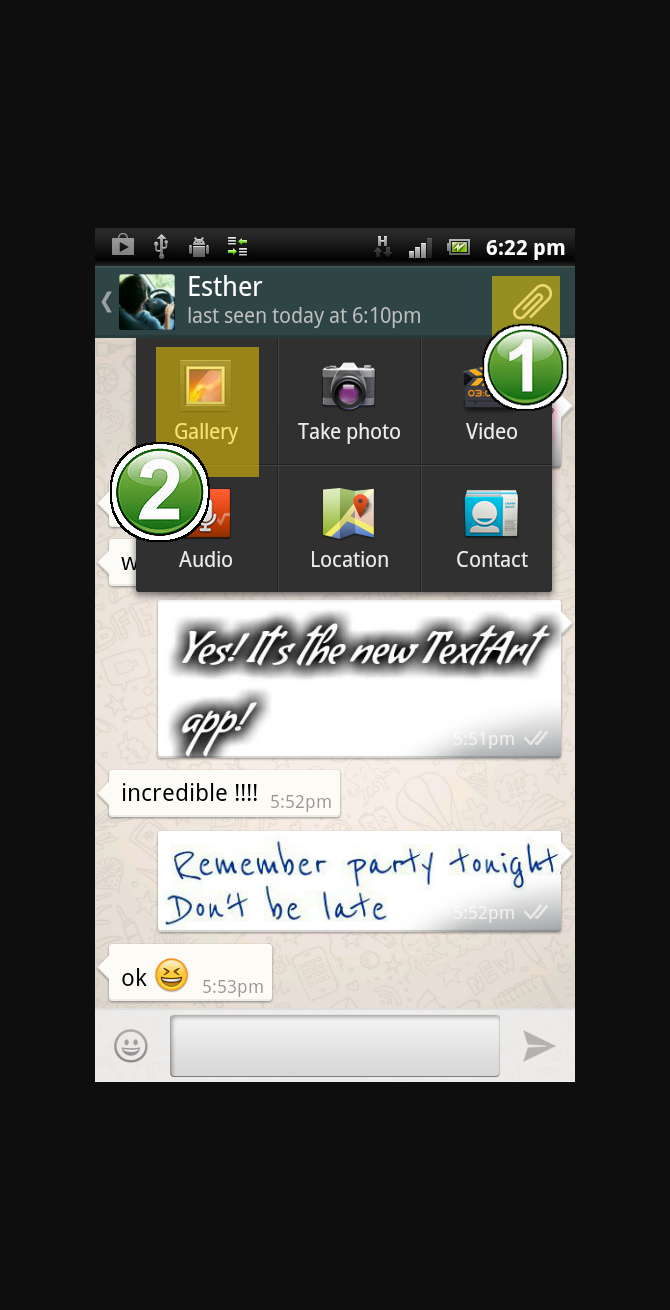 H
6:22 pm
Esther
last seen today at 6:10pm
1
Gallery
Take photo
Video
2
Audio
Location
Contact
w
Yes! It's the new TextArt
app!
5:51pm
incredible !!!! 5:52pm
Remember party tonight.
Don't be late
5:52pm
ok 😆 5:53pm